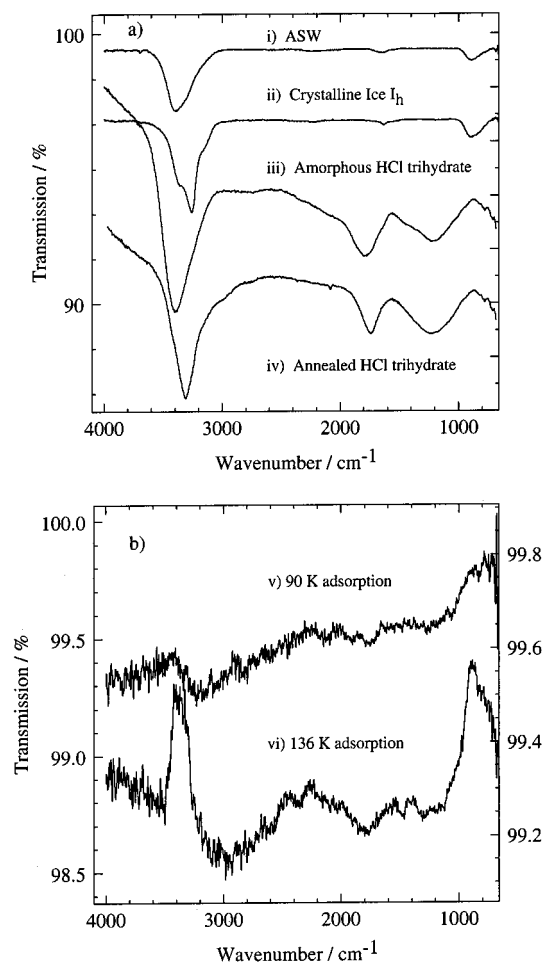 a)
i) ASW
ii) Crystalline Ice Ih
iii) Amorphous HCl trihydrate
iv) Annealed HCl trihydrate
100
90
Transmission / %
4000 3000 2000 1000
Wavenumber / cm-1
b)
v) 90 K adsorption
vi) 136 K adsorption
100.0
99.5
99.0
98.5
Transmission / %
99.8
99.6
99.4
99.2
4000 3000 2000 1000
Wavenumber / cm-1